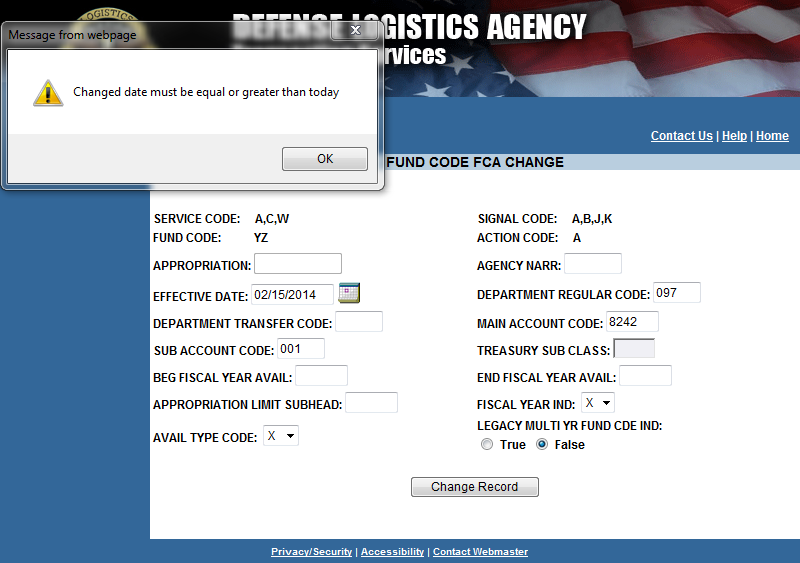 LOGISTICS
DEFENSE LOGISTICS AGENCY
Services
Message from webpage
Changed date must be equal or greater than today
OK
Contact Us | Help | Home
FUND CODE FCA CHANGE
SERVICE CODE: A,C,W SIGNAL CODE: A,B,J,K
FUND CODE: YZ ACTION CODE: A
APPROPRIATION: AGENCY NARR:
EFFECTIVE DATE: 02/15/2014 DEPARTMENT REGULAR CODE: 097
DEPARTMENT TRANSFER CODE: MAIN ACCOUNT CODE: 8242
SUB ACCOUNT CODE: 001 TREASURY SUB CLASS:
BEG FISCAL YEAR AVAIL: END FISCAL YEAR AVAIL:
APPROPRIATION LIMIT SUBHEAD: FISCAL YEAR IND: X
AVAIL TYPE CODE: X LEGACY MULTI YR FUND CDE IND:
True False
Change Record
Privacy/Security | Accessibility | Contact Webmaster